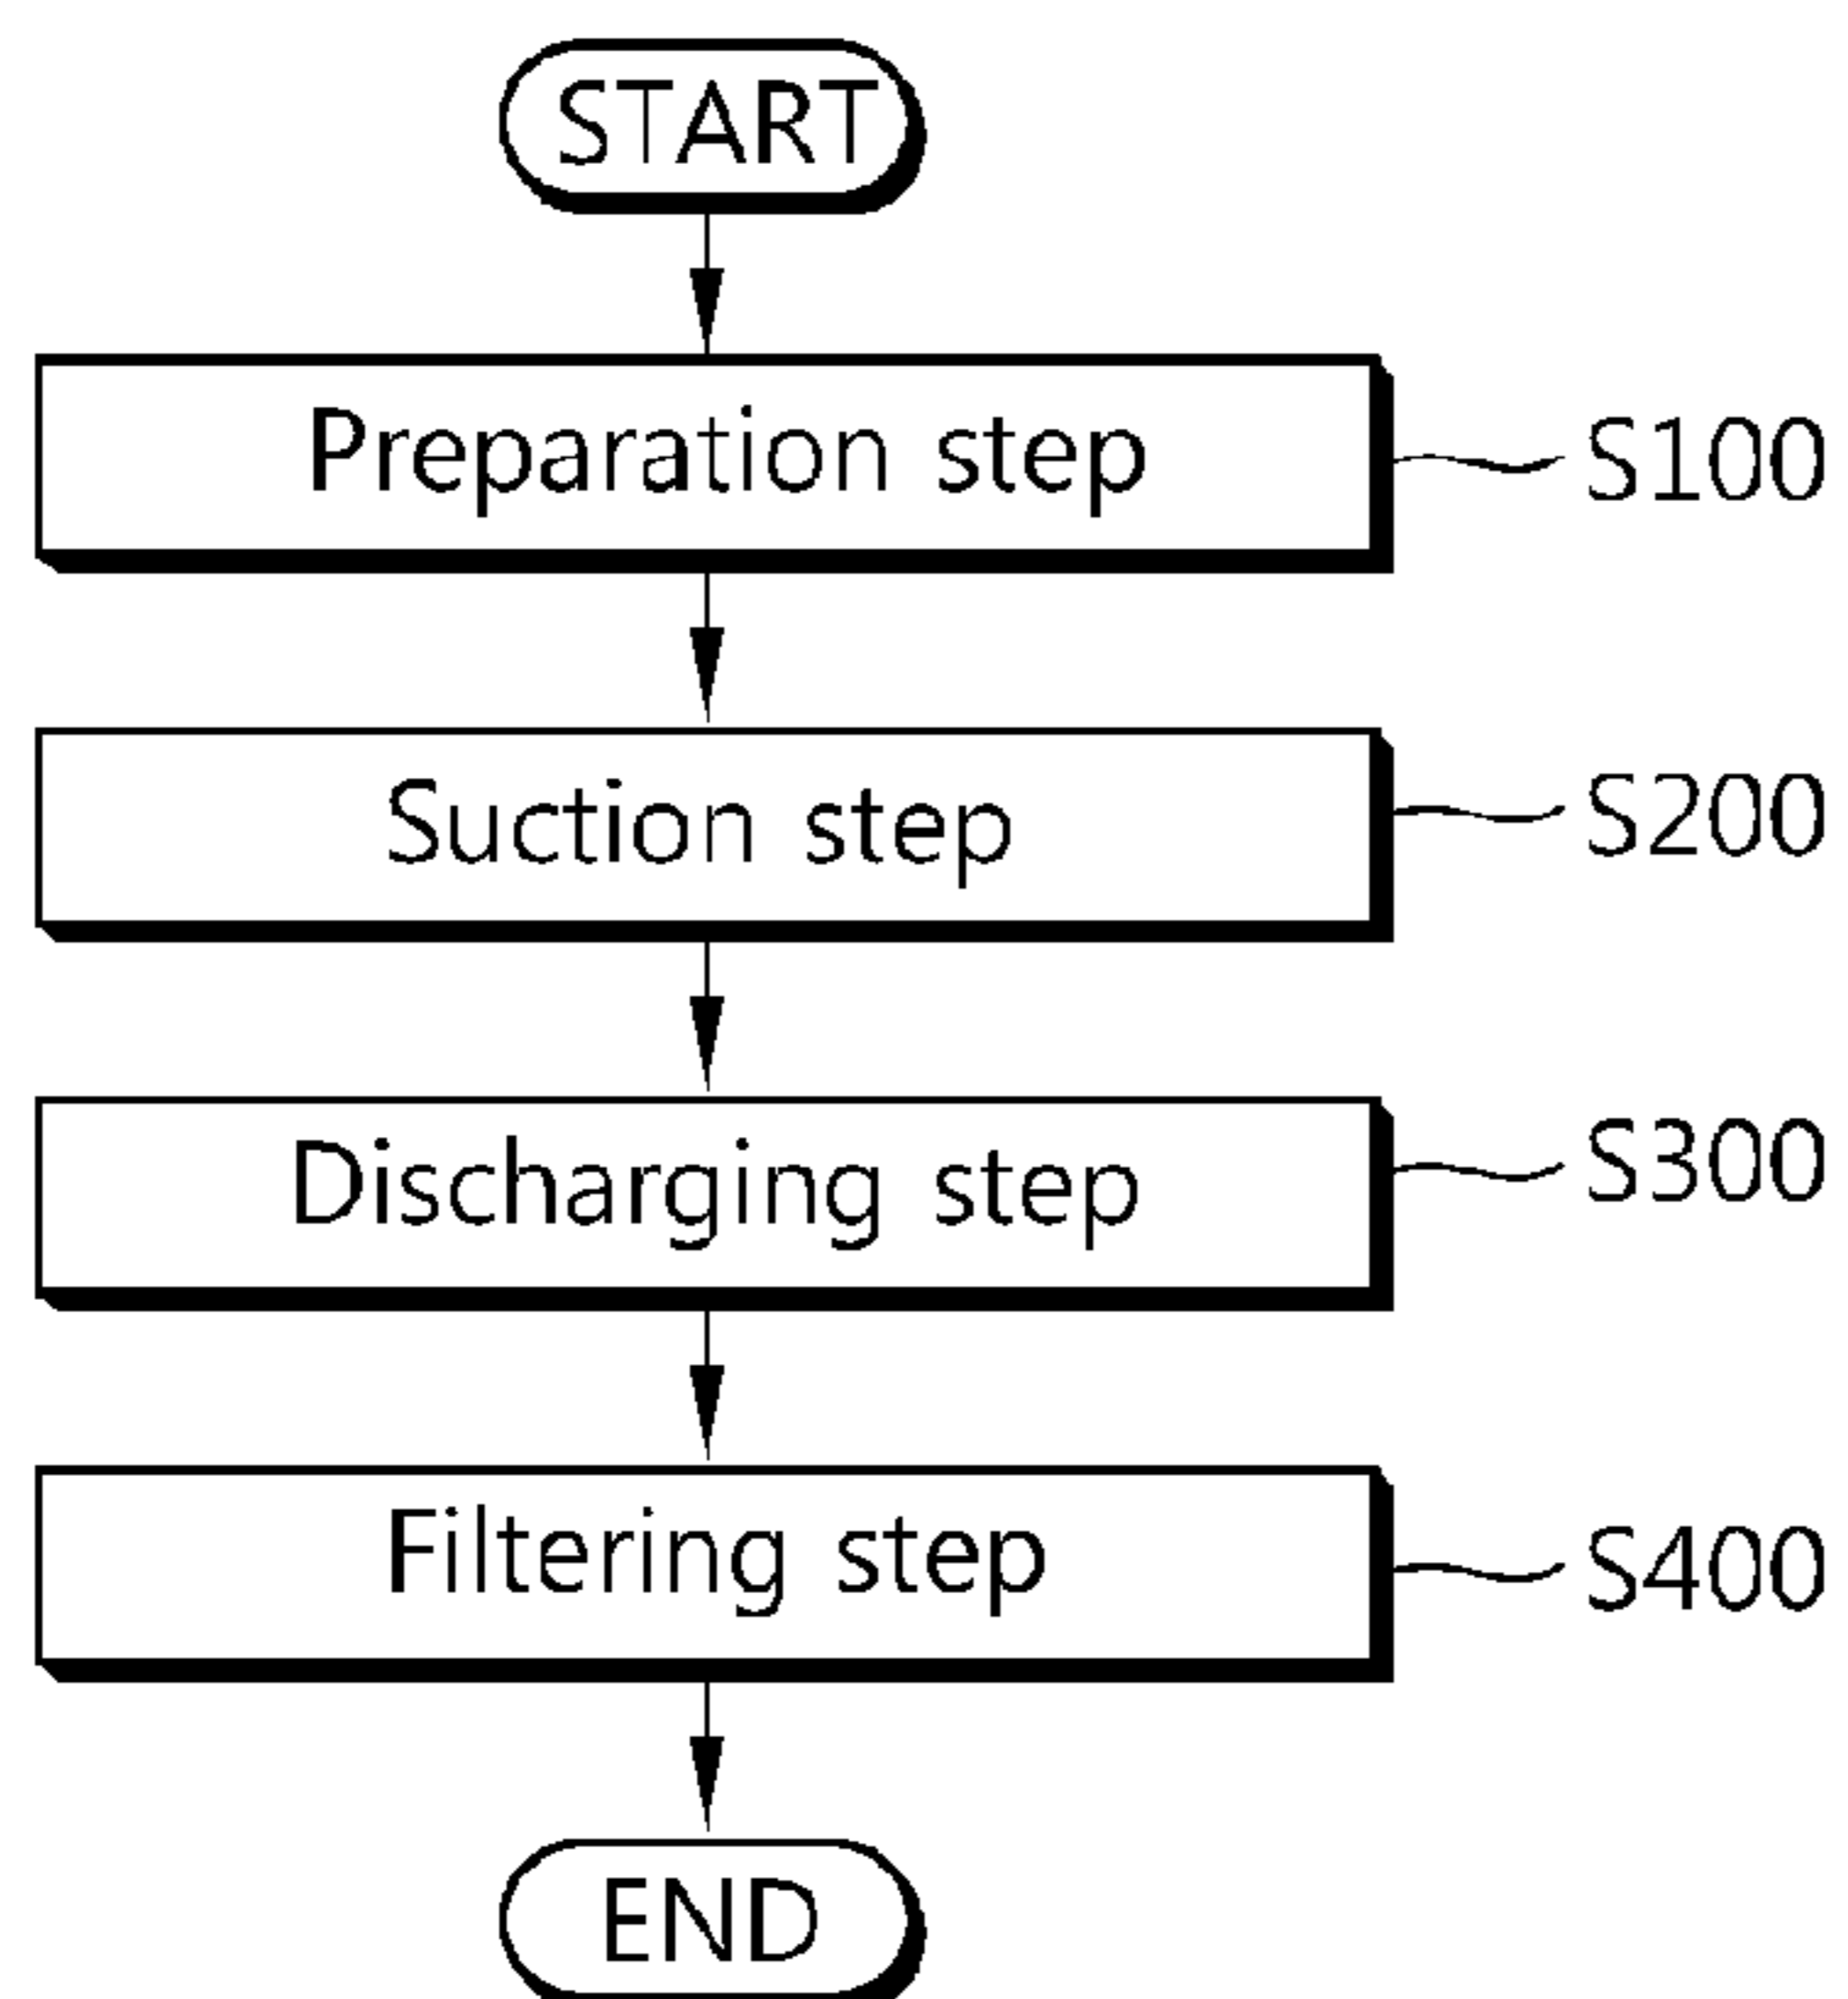 START
Preparation step
S100
Suction step
S200
Discharging step
S300
Filtering step
S400
END